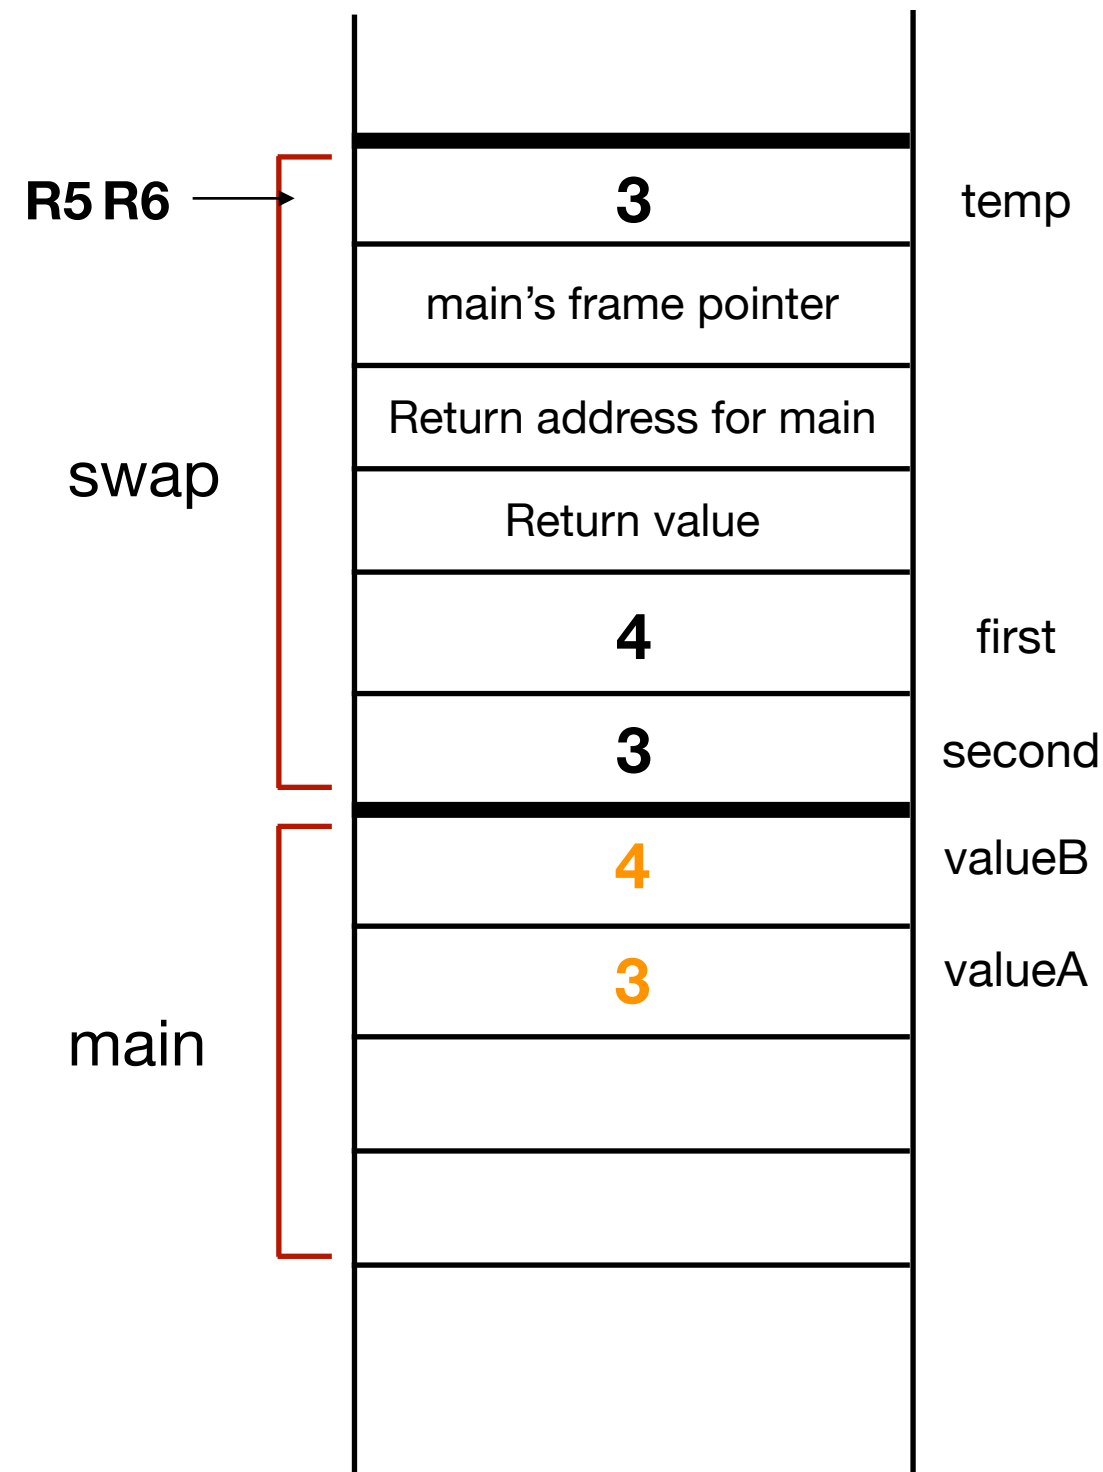 R5 R6 3 temp
main’s frame pointer
Return address for main
swap
Return value
4 first
3 second
4 valueB
3 valueA
main